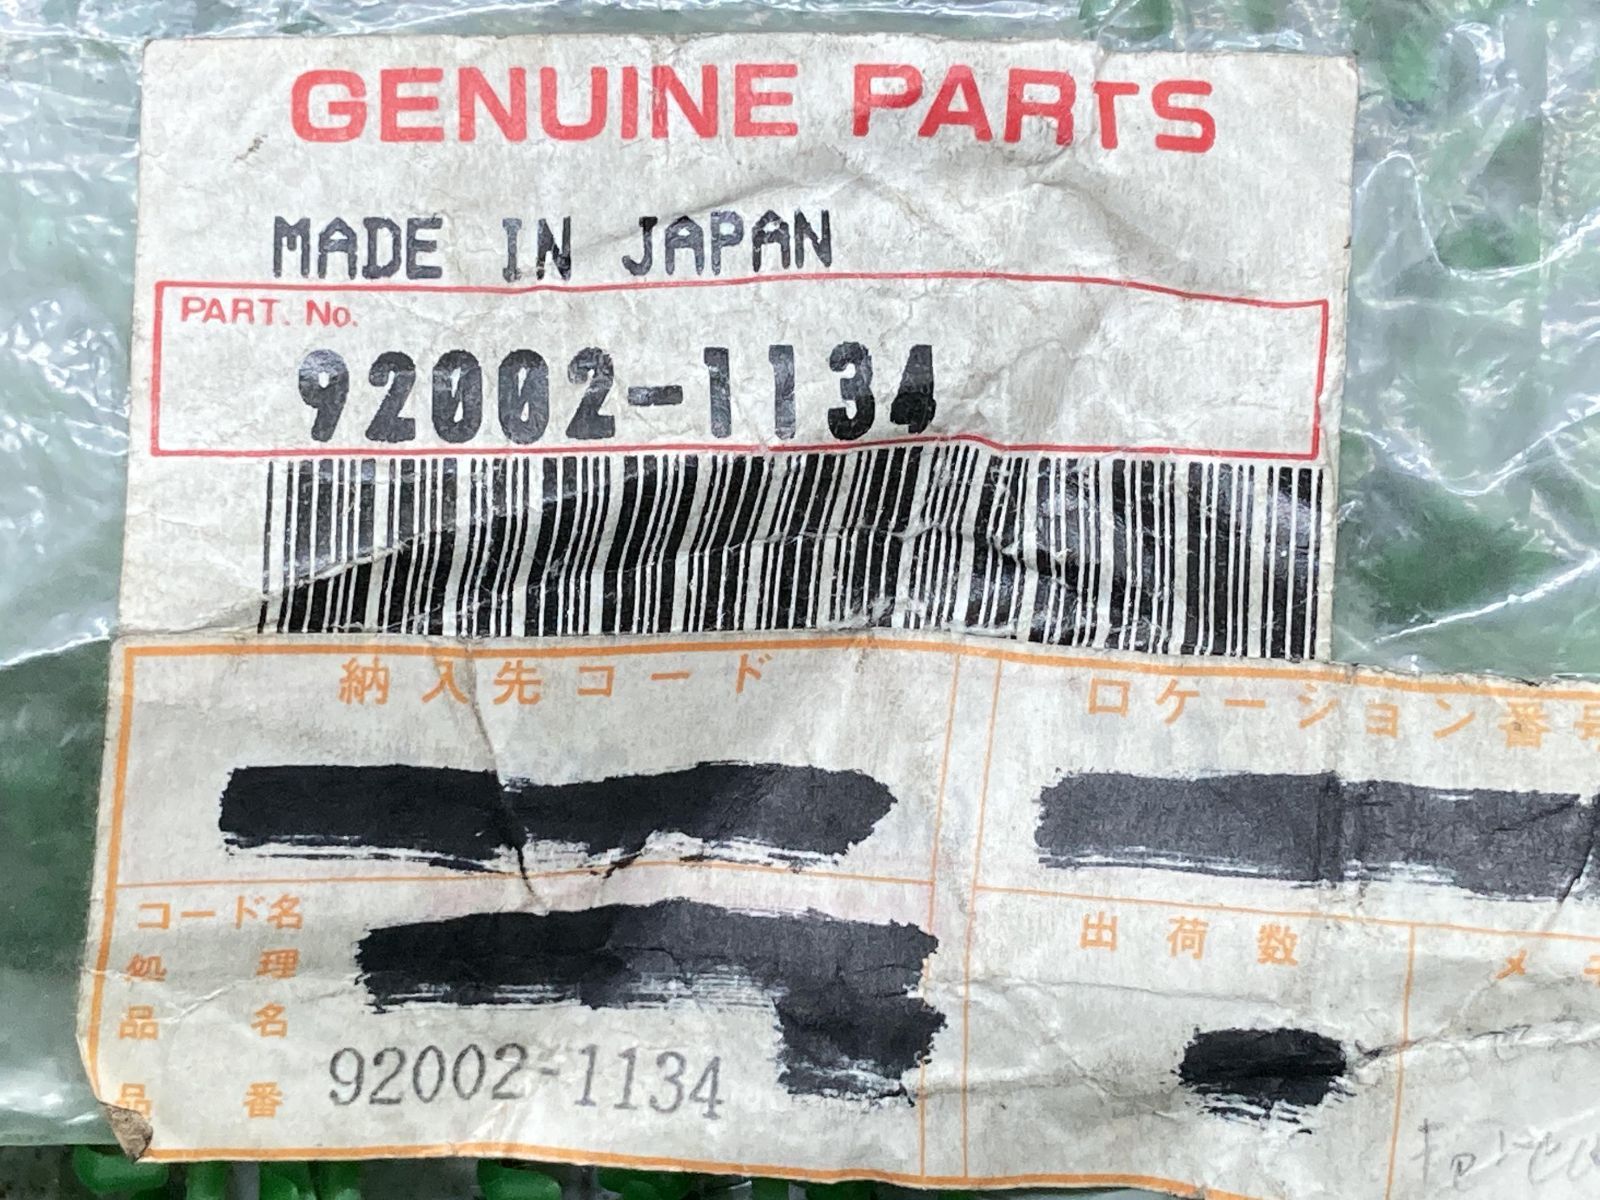 GENUINE PARTS
MADE IN JAPAN
PART. No.
92002-1134
納入先コード
ロケーション番号
コード名
処理
出荷数
品名
品番
92002-1134